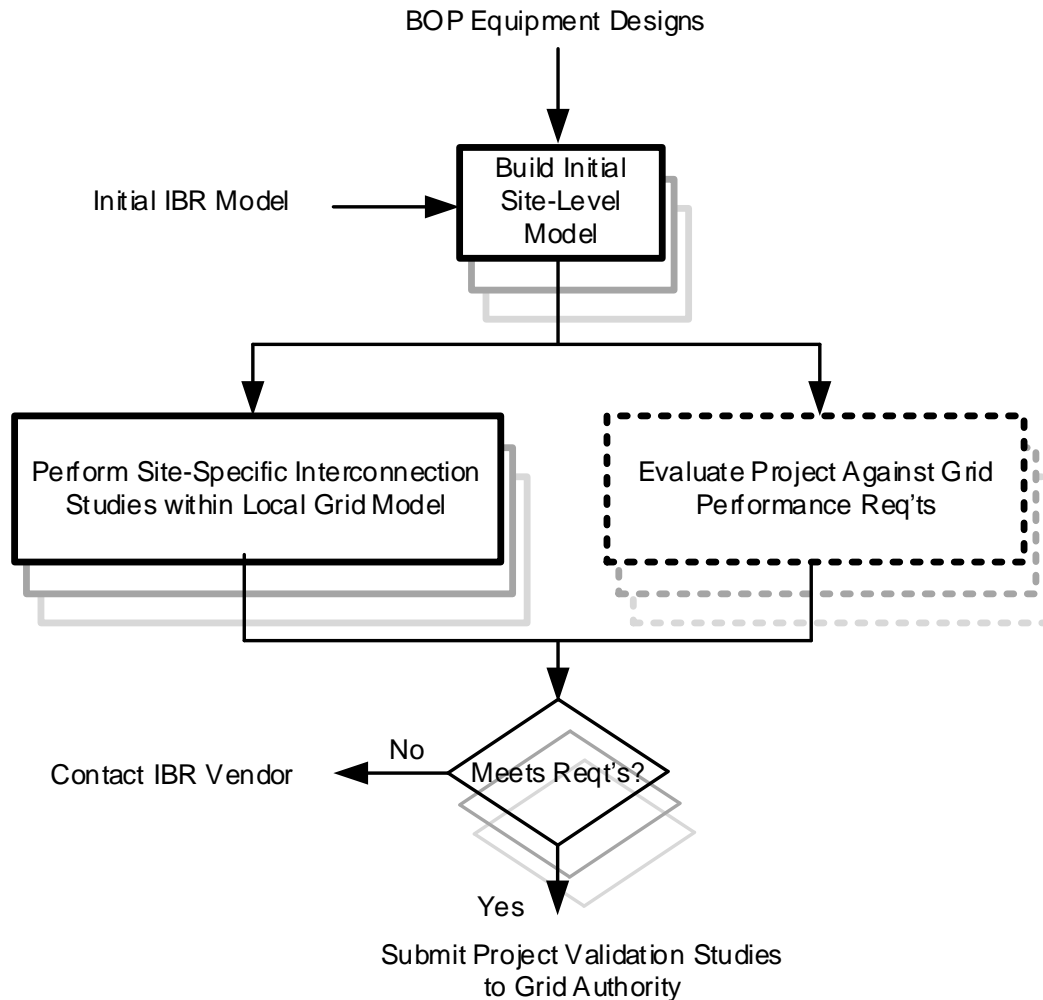 BOP Equipment Designs
Build Initial
Site-Level
Model
Initial IBR Model
Perform Site-Specific Interconnection
Studies within Local Grid Model
Evaluate Project Against Grid
Performance Req'ts
No
Contact IBR Vendor
Meets Reqt's?
Yes
Submit Project Validation Studies
to Grid Authority